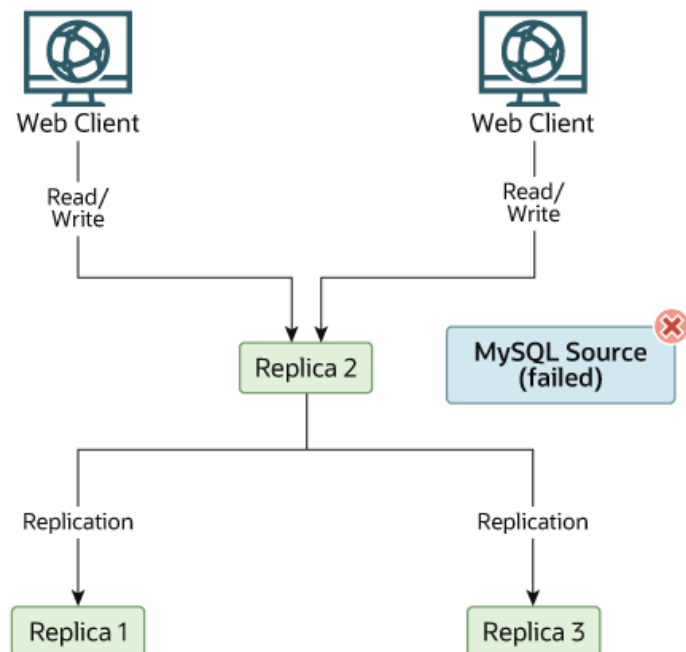 Web Client
Web Client
Read/
Write
Read/
Write
Replica 2
MySQL Source
(failed)
Replication
Replication
Replica 1
Replica 3